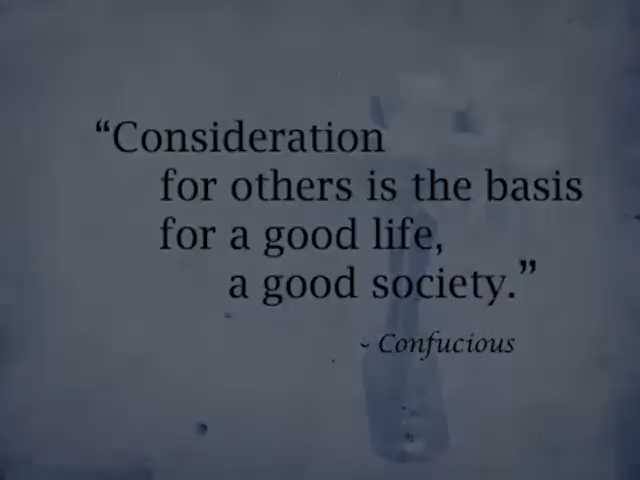 “Consideration
for others is the basis
for a good life,
a good society.”
~ Confucious